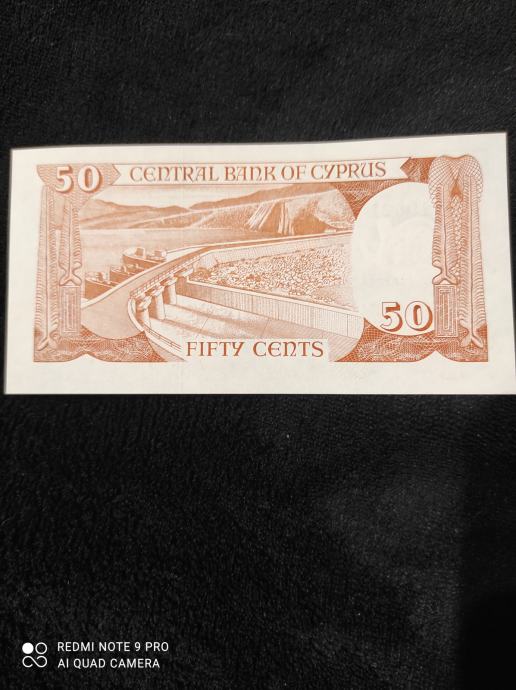 50 CENTRAL BANK OF CYPRUS
50
FIFTY CENTS
REDMI NOTE 9 PRO
AI QUAD CAMERA